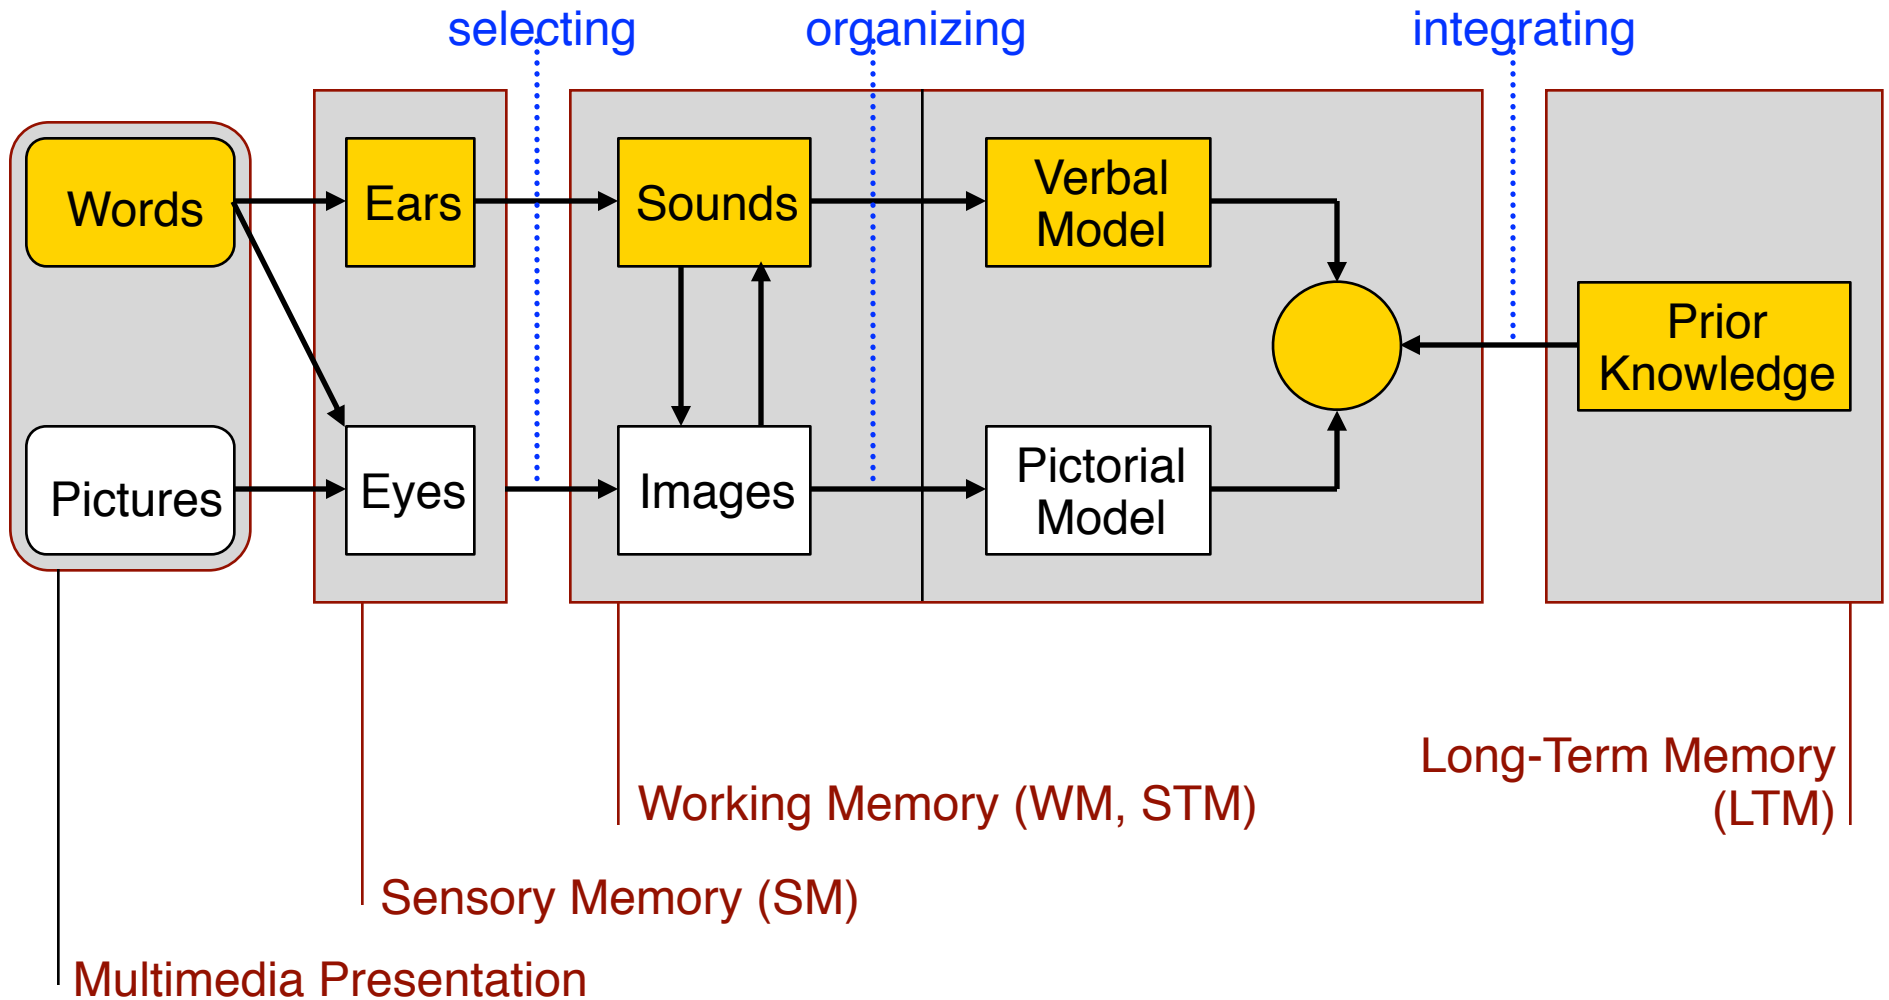 selecting
organizing
integrating
Words
Ears
Sounds
Verbal
Model
Prior
Knowledge
Pictures
Eyes
Images
Pictorial
Model
Long-Term Memory
(LTM)
Working Memory (WM, STM)
Sensory Memory (SM)
Multimedia Presentation